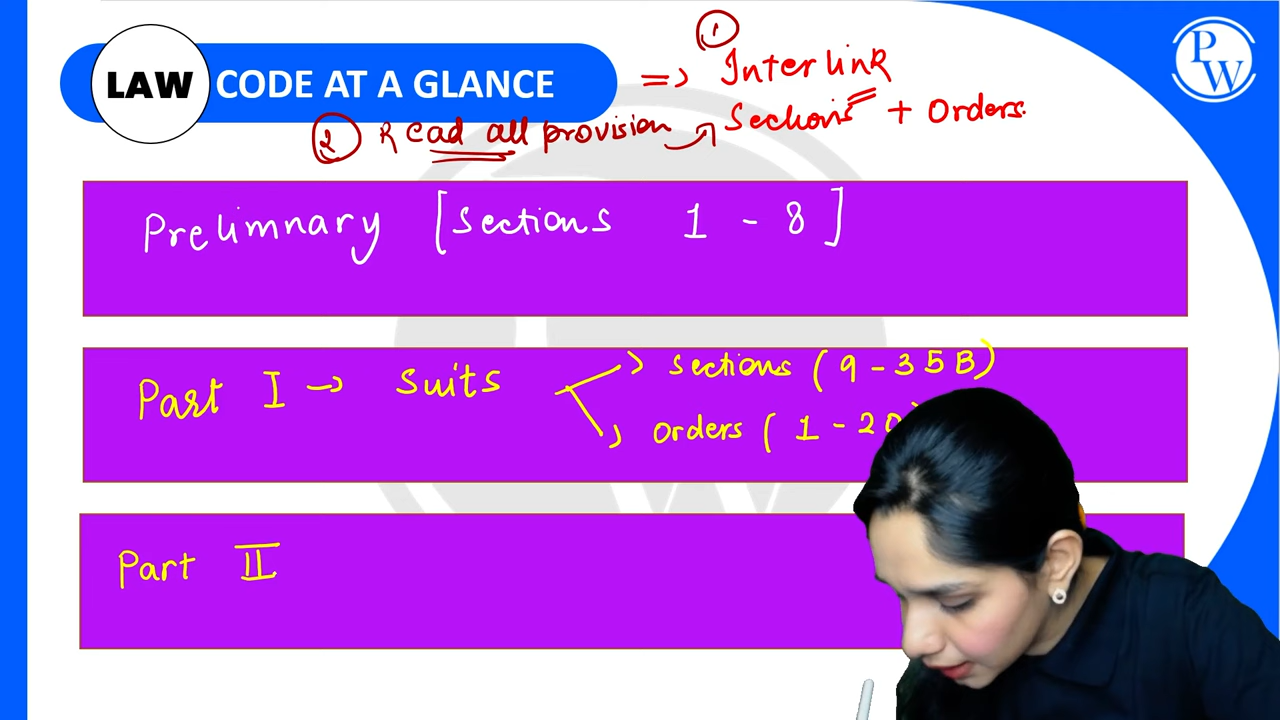 ①
LAW CODE AT A GLANCE => Interlink
Sections + Orders.
② Read all provision
PW
Prelimnary [Sections 1 - 8]
Part I → Suits
Sections (9 - 35B)
Orders (1 - 20
Part II